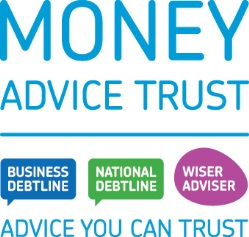 MONEY
ADVICE TRUST
BUSINESS DEBTLINE
NATIONAL DEBTLINE
WISER ADVISER
ADVICE YOU CAN TRUST